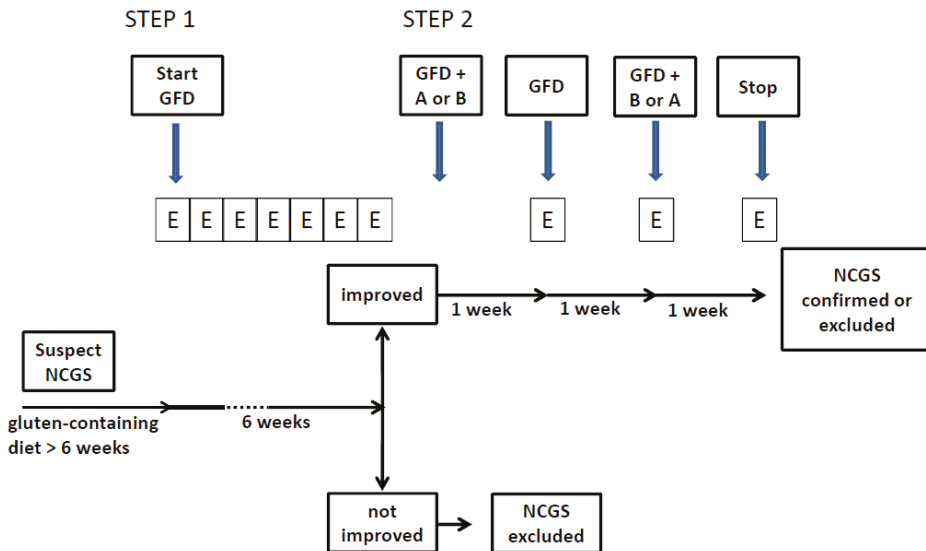 STEP 1
STEP 2
Start
GFD
GFD +
A or B
GFD
GFD +
B or A
Stop
E E E E E E E
E
E
E
improved
1 week
1 week
1 week
NCGS
confirmed or
excluded
Suspect
NCGS
gluten-containing
diet > 6 weeks
6 weeks
not
improved
NCGS
excluded